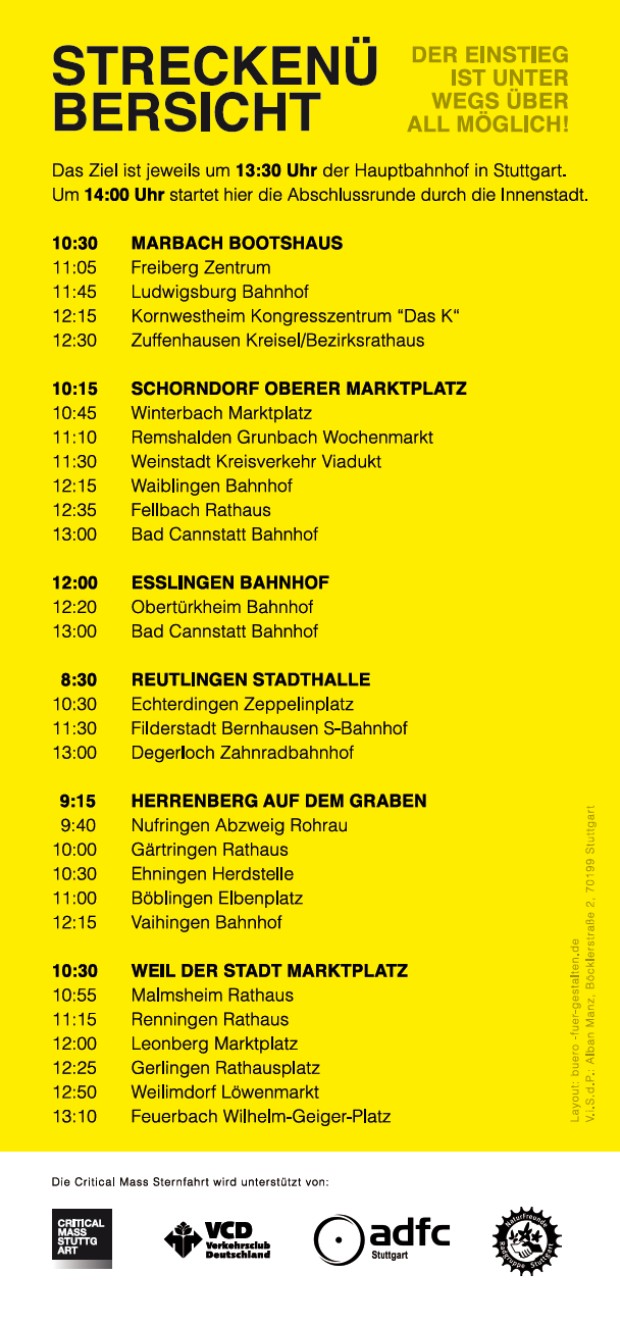 STRECKENÜ
BERSICHT
DER EINSTIEG
IST UNTER
WEGS ÜBER
ALL MÖGLICH!
Das Ziel ist jeweils um 13:30 Uhr der Hauptbahnhof in Stuttgart.
Um 14:00 Uhr startet hier die Abschlussrunde durch die Innenstadt.
10:30 MARBACH BOOTSHAUS
11:05 Freiberg Zentrum
11:45 Ludwigsburg Bahnhof
12:15 Kornwestheim Kongresszentrum “Das K“
12:30 Zuffenhausen Kreisel/Bezirksrathaus
10:15 SCHORNDORF OBERER MARKTPLATZ
10:45 Winterbach Marktplatz
11:10 Remshalden Grunbach Wochenmarkt
11:30 Weinstadt Kreisverkehr Viadukt
12:15 Waiblingen Bahnhof
12:35 Fellbach Rathaus
13:00 Bad Cannstatt Bahnhof
12:00 ESSLINGEN BAHNHOF
12:20 Obertürkheim Bahnhof
13:00 Bad Cannstatt Bahnhof
8:30 REUTLINGEN STADTHALLE
10:30 Echterdingen Zeppelinplatz
11:30 Filderstadt Bernhausen S-Bahnhof
13:00 Degerloch Zahnradbahnhof
9:15 HERRENBERG AUF DEM GRABEN
9:40 Nufringen Abzweig Rohrau
10:00 Gärtringen Rathaus
10:30 Ehningen Herdstelle
11:00 Böblingen Elbenplatz
12:15 Vaihingen Bahnhof
10:30 WEIL DER STADT MARKTPLATZ
10:55 Malmsheim Rathaus
11:15 Renningen Rathaus
12:00 Leonberg Marktplatz
12:25 Gerlingen Rathausplatz
12:50 Weilimdorf Löwenmarkt
13:10 Feuerbach Wilhelm-Geiger-Platz
Layout: buero -fuer-gestalten.de
V.i.S.d.P.: Alban Manz, Böcklerstraße 2, 70199 Stuttgart
Die Critical Mass Sternfahrt wird unterstützt von:
CRITICAL
MASS
STUTTG
ART
VCD
Verkehrsclub
Deutschland
adfc
Stuttgart
NaturFreunde
Radgruppe Stuttgart